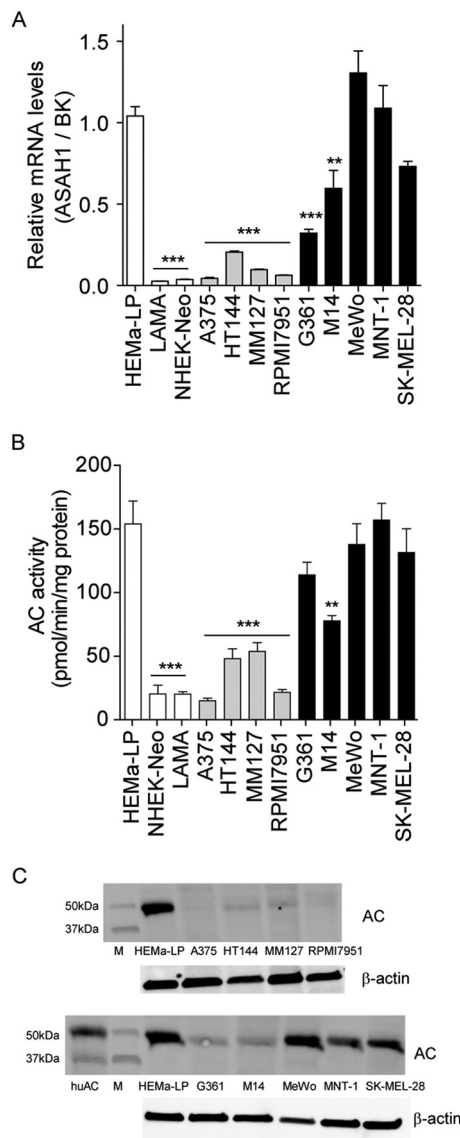 A
Relative mRNA levels
(ASAH1 / BK)
1.5
1.0
0.5
0.0
***
***
***
**
HEMa-LP
LAMA
NHEK-Neo
A375
HT144
MM127
RPMI7951
G361
M14
MeWo
MNT-1
SK-MEL-28
B
AC activity
(pmol/min/mg protein)
200
150
100
50
0
***
***
**
HEMa-LP
NHEK-Neo
LAMA
A375
HT144
MM127
RPMI7951
G361
M14
MeWo
MNT-1
SK-MEL-28
C
50kDa
37kDa
AC
M HEMa-LP A375 HT144 MM127 RPMI7951
β-actin
50kDa
37kDa
AC
huAC M HEMa-LP G361 M14 MeWo MNT-1 SK-MEL-28
β-actin